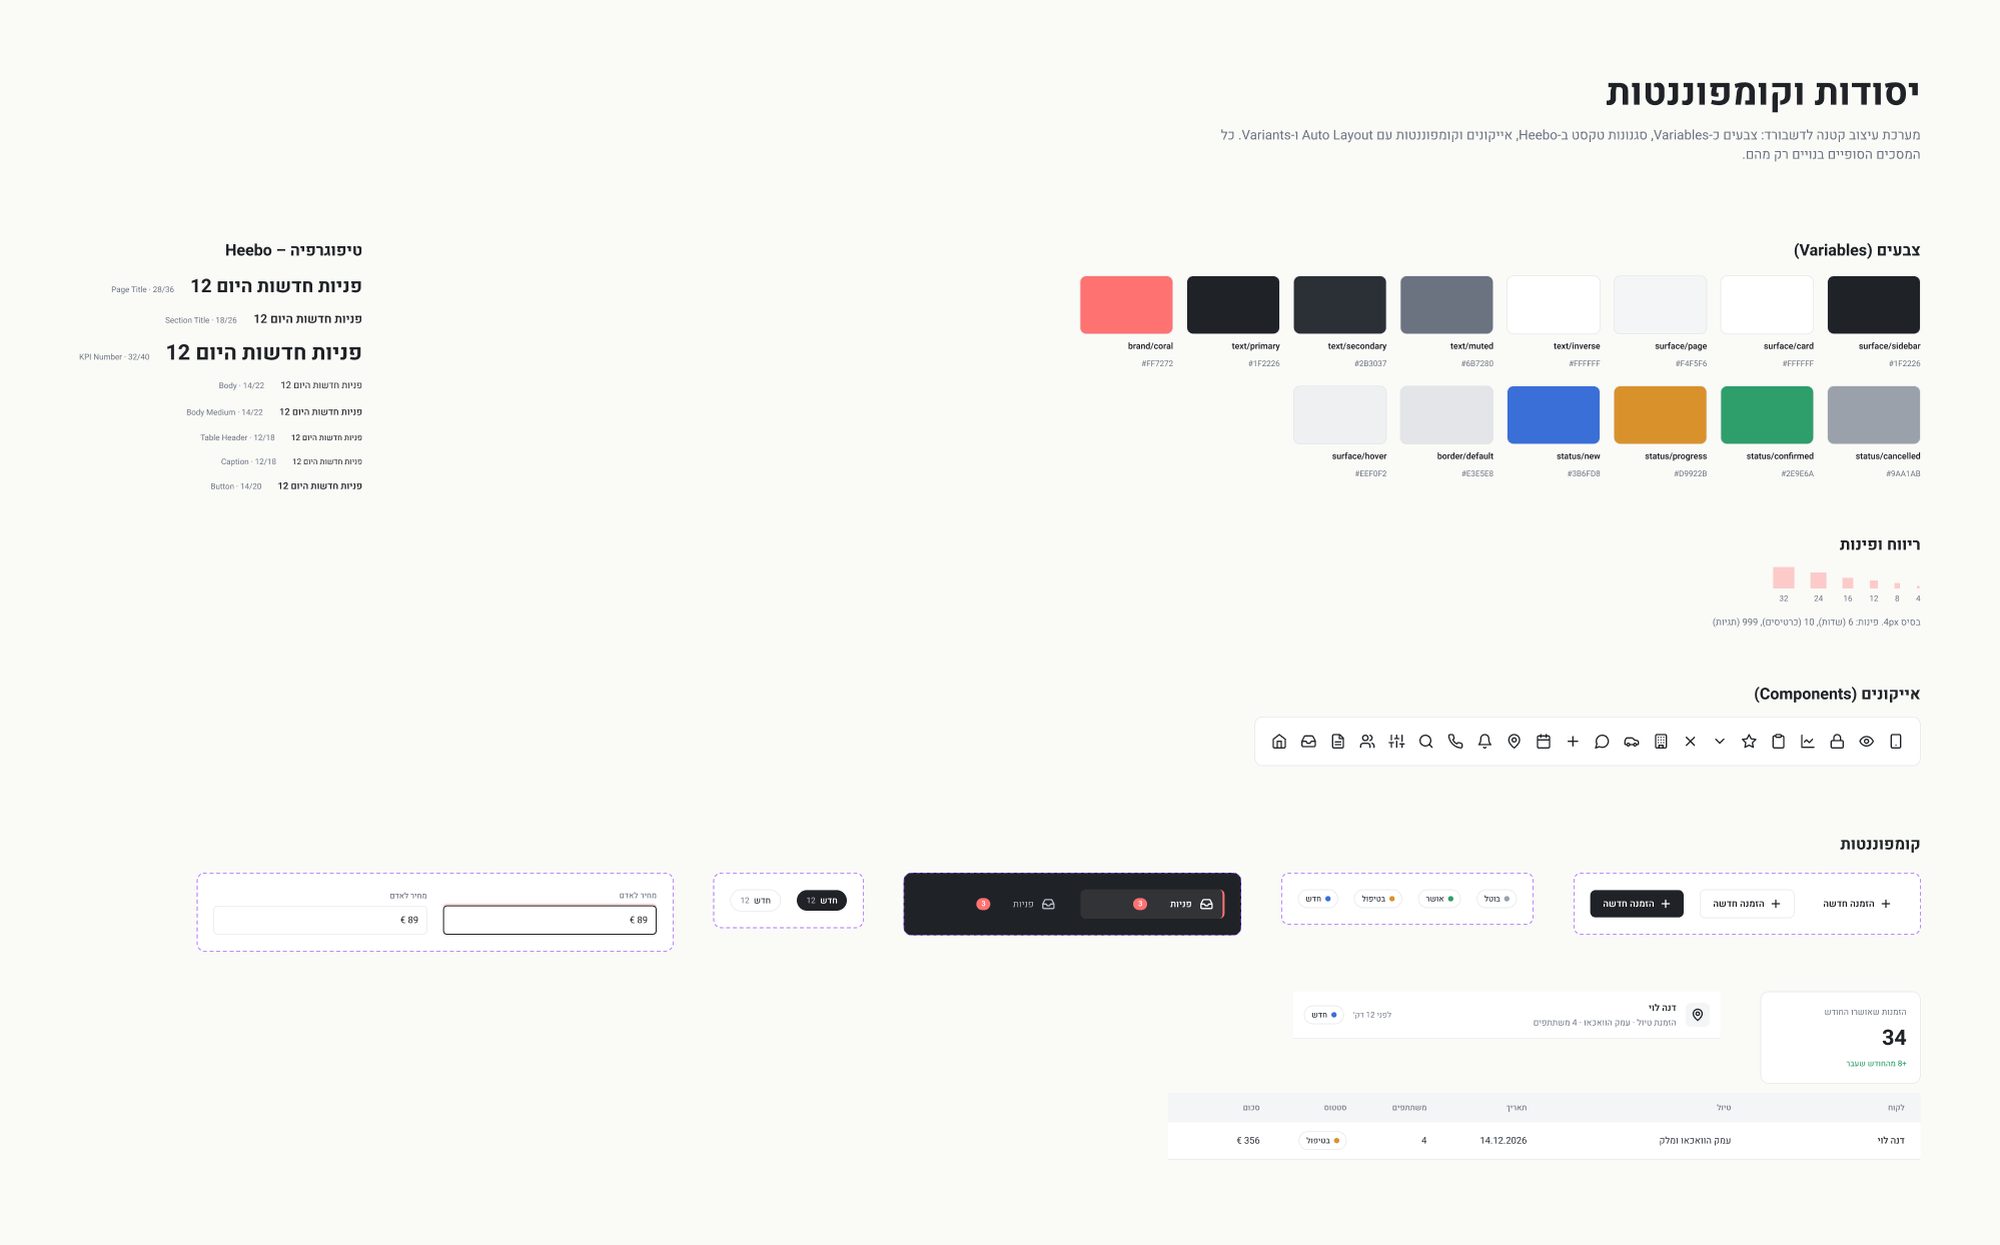 יסודות וקומפוננטות
מערכת עיצוב קטנה לדשבורד: צבעים כ-Variables, סגנונות טקסט ב-Heebo, אייקונים וקומפוננטות עם Auto Layout ו-Variants. כל
המסכים הסופיים בנויים רק מהם.
צבעים (Variables)
surface/sidebar
#1F2226
surface/card
#FFFFFF
surface/page
#F4F5F6
text/inverse
#FFFFFF
text/muted
#6B7280
text/secondary
#2B3037
text/primary
#1F2226
brand/coral
#FF7272
status/cancelled
#9AA1AB
status/confirmed
#2E9E6A
status/progress
#D9922B
status/new
#3B6FD8
border/default
#E3E5E8
surface/hover
#EEF0F2
טיפוגרפיה – Heebo
פניות חדשות היום 12 Page Title · 28/36
פניות חדשות היום 12 Section Title · 18/26
פניות חדשות היום 12 KPI Number · 32/40
פניות חדשות היום 12 Body · 14/22
פניות חדשות היום 12 Body Medium · 14/22
פניות חדשות היום 12 Table Header · 12/18
פניות חדשות היום 12 Caption · 12/18
פניות חדשות היום 12 Button · 14/20
ריווח ופינות
4 8 12 16 24 32
בסיס 4px. פינות: 6 (שדות), 10 (כרטיסים), 999 (תגיות)
אייקונים (Components)
קומפוננטות
הזמנה חדשה
הזמנה חדשה
הזמנה חדשה
בוטל
אושר
בטיפול
חדש
פניות 3
פניות 3
חדש 12
חדש 12
מחיר לאדם
89 €
מחיר לאדם
89 €
הזמנות שאושרו החודש
34
+8 מהחודש שעבר
דנה לוי
הזמנת טיול · עמק הוואכאו · 4 משתתפים
לפני 12 דק׳
חדש
לקוח טיול תאריך משתתפים סטטוס סכום
דנה לוי עמק הוואכאו ומלק 14.12.2026 4 בטיפול 356 €